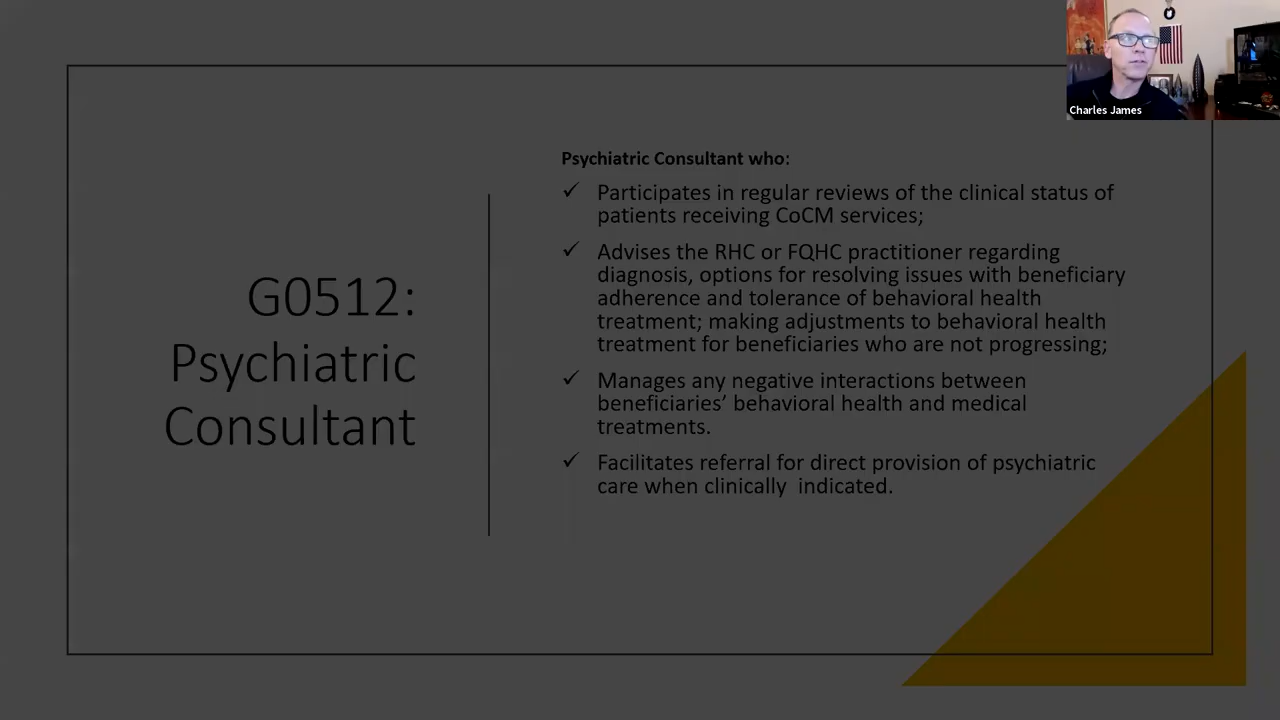 Charles James
G0512:
Psychiatric
Consultant
Psychiatric Consultant who:
✓ Participates in regular reviews of the clinical status of
patients receiving CoCM services;
✓ Advises the RHC or FQHC practitioner regarding
diagnosis, options for resolving issues with beneficiary
adherence and tolerance of behavioral health
treatment; making adjustments to behavioral health
treatment for beneficiaries who are not progressing;
✓ Manages any negative interactions between
beneficiaries’ behavioral health and medical
treatments.
✓ Facilitates referral for direct provision of psychiatric
care when clinically  indicated.